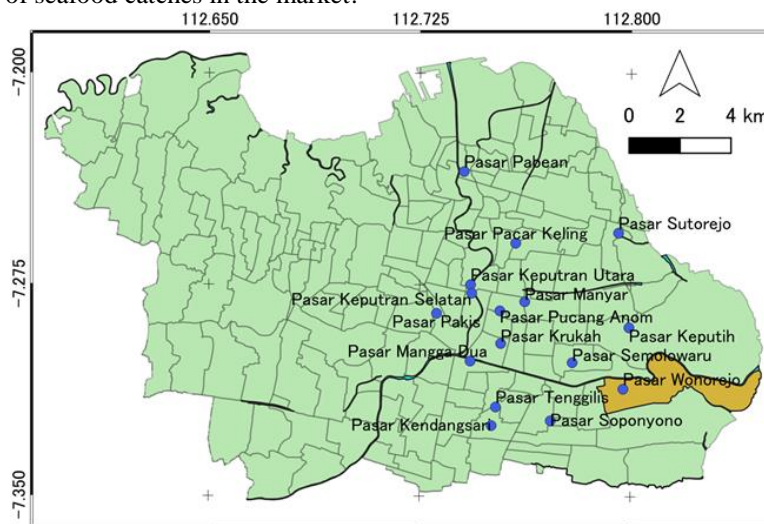 of seafood catches in the market.
112.650 112.725 112.800
-7.200
0 2 4 km
Pasar Pabean
Pasar Sutorejo
Pasar Pacar Keling
-7.275
Pasar Keputran Utara
Pasar Keputran Selatan
Pasar Manyar
Pasar Pakis
Pasar Pucang Anom
Pasar Krukah
Pasar Keputih
Pasar Mangga Dua
Pasar Semolowaru
Pasar Wonorejo
Pasar Tenggilis
Pasar Kendangsari
Pasar Soponyono
-7.350